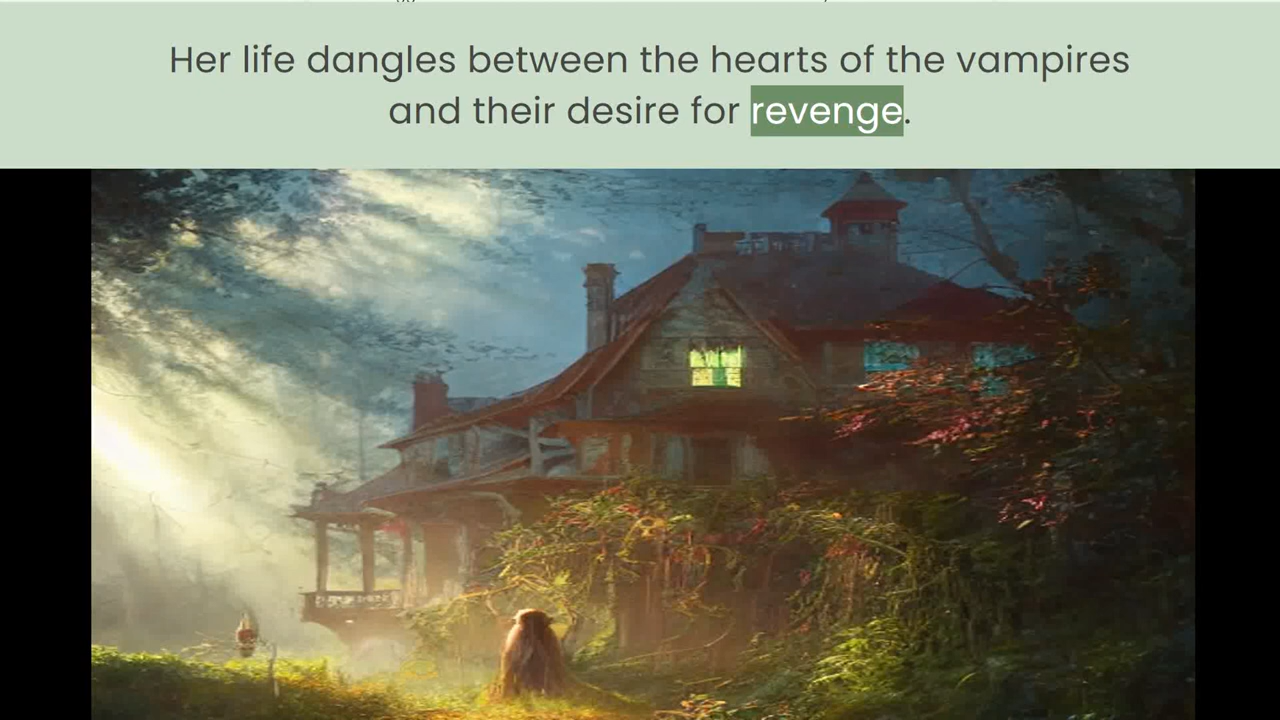 Her life dangles between the hearts of the vampires
and their desire for revenge.